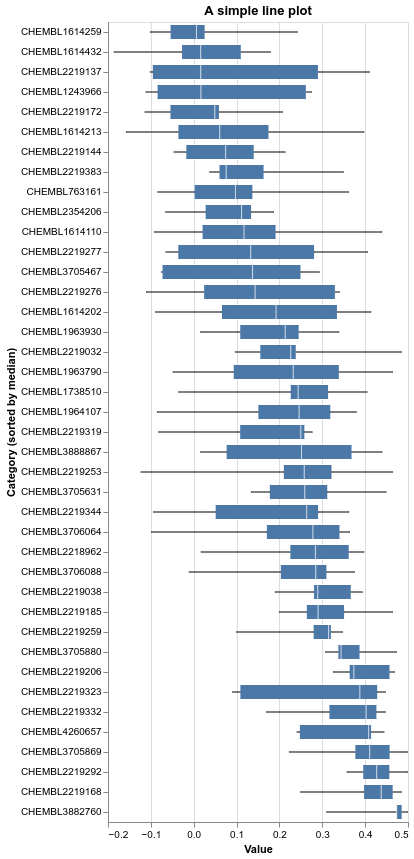 A simple line plot
CHEMBL1614259
CHEMBL1614432
CHEMBL2219137
CHEMBL1243966
CHEMBL2219172
CHEMBL1614213
CHEMBL2219144
CHEMBL2219383
CHEMBL763161
CHEMBL2354206
CHEMBL1614110
CHEMBL2219277
CHEMBL3705467
CHEMBL2219276
CHEMBL1614202
CHEMBL1963930
CHEMBL2219032
CHEMBL1963790
CHEMBL1738510
CHEMBL1964107
CHEMBL2219319
CHEMBL3888867
CHEMBL2219253
CHEMBL3705631
CHEMBL2219344
CHEMBL3706064
CHEMBL2218962
CHEMBL3706088
CHEMBL2219038
CHEMBL2219185
CHEMBL2219259
CHEMBL3705880
CHEMBL2219206
CHEMBL2219323
CHEMBL2219332
CHEMBL4260657
CHEMBL3705869
CHEMBL2219292
CHEMBL2219168
CHEMBL3882760
Category (sorted by median)
−0.2 −0.1 0.0 0.1 0.2 0.3 0.4 0.5
Value